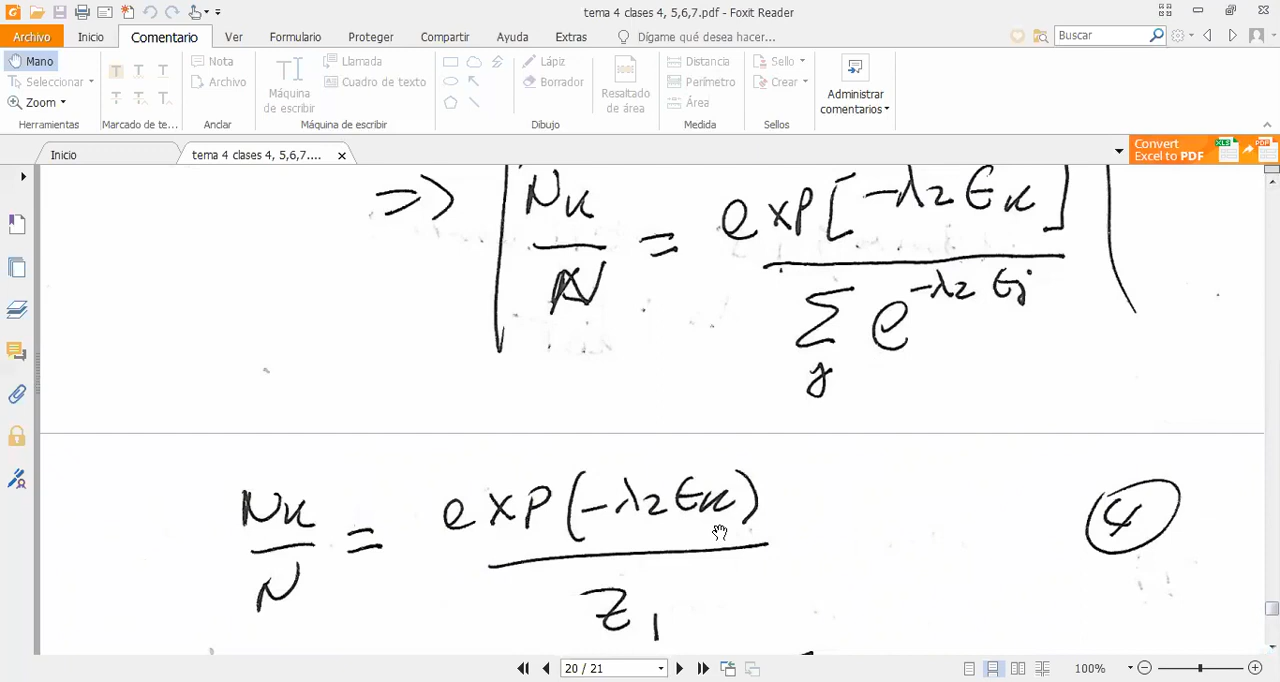 tema 4 clases 4, 5,6,7.pdf - Foxit Reader
Archivo Inicio Comentario Ver Formulario Proteger Compartir Ayuda Extras Dígame qué desea hacer... Buscar
Mano
Seleccionar
Zoom
Herramientas
T T T
T T T
Marcado de te...
Nota
Archivo
Anclar
Máquina
de escribir
Llamada
Cuadro de texto
Máquina de escribir
Lápiz
Borrador
Dibujo
Resaltado
de área
Distancia
Perímetro
Área
Medida
Sello
Crear
Sellos
Administrar
comentarios
Inicio
tema 4 clases 4, 5,6,7....
Convert
Excel to PDF
=> Nk/N = exp[-λ2 Ek] / Σj e^-λ2 Ej
Nk/N = exp(-λ2 Ek) / Z1
4
20 / 21
100%